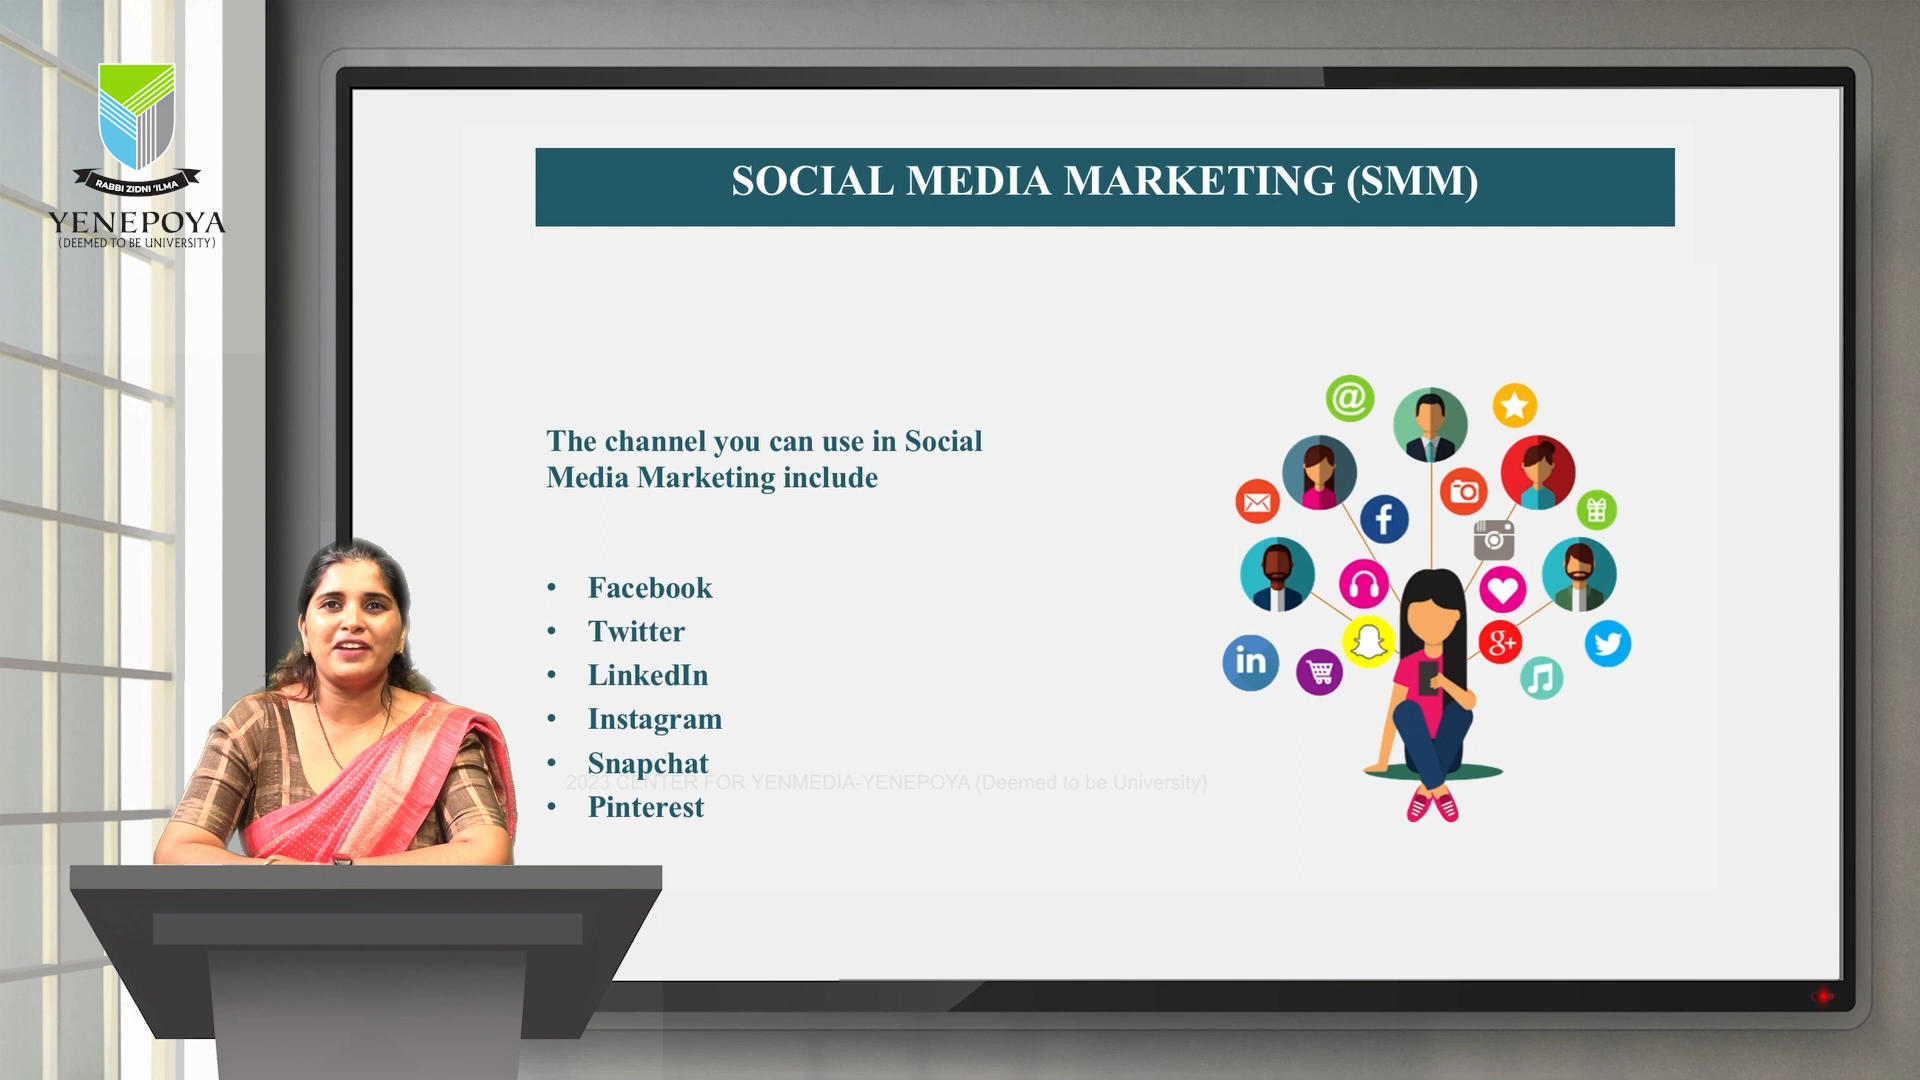 RABBI ZIDNI 'ILMA
YENEPOYA
(DEEMED TO BE UNIVERSITY)
SOCIAL MEDIA MARKETING (SMM)
The channel you can use in Social
Media Marketing include
• Facebook
• Twitter
• LinkedIn
• Instagram
• Snapchat
2023 CENTER FOR YENMEDIA-YENEPOYA (Deemed to be University)
• Pinterest
@
f
in
g+